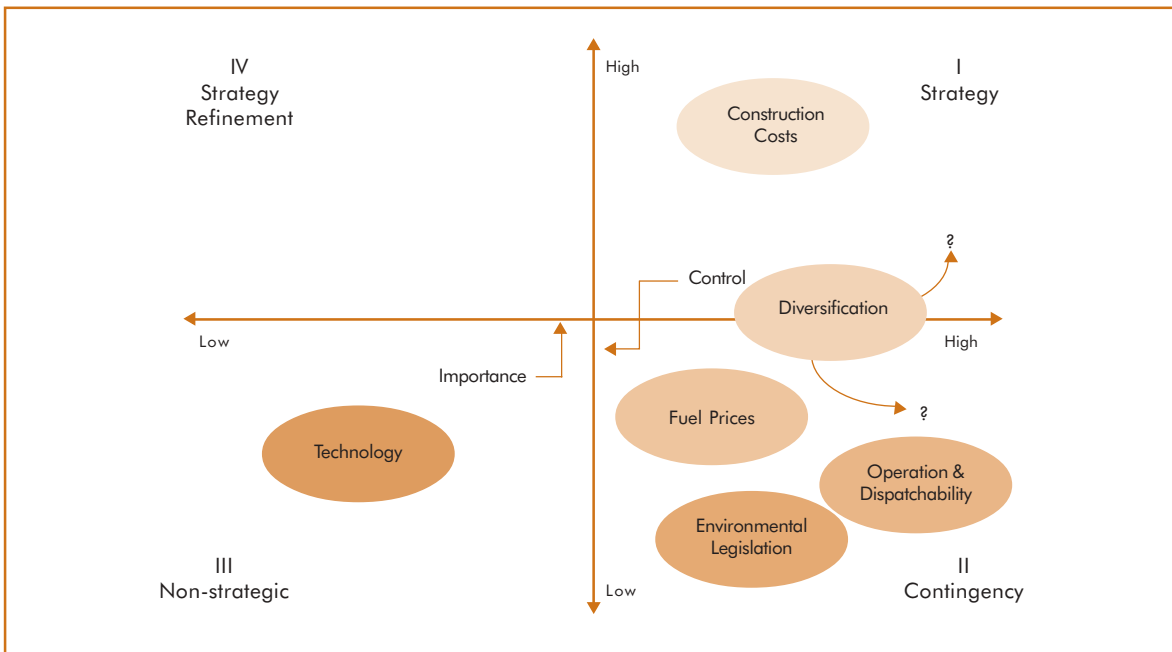 IV
Strategy
Refinement
High
I
Strategy
Construction
Costs
?
Control
Diversification
Low
High
Importance
?
Fuel Prices
Technology
Operation &
Dispatchability
Environmental
Legislation
III
Non-strategic
Low
II
Contingency